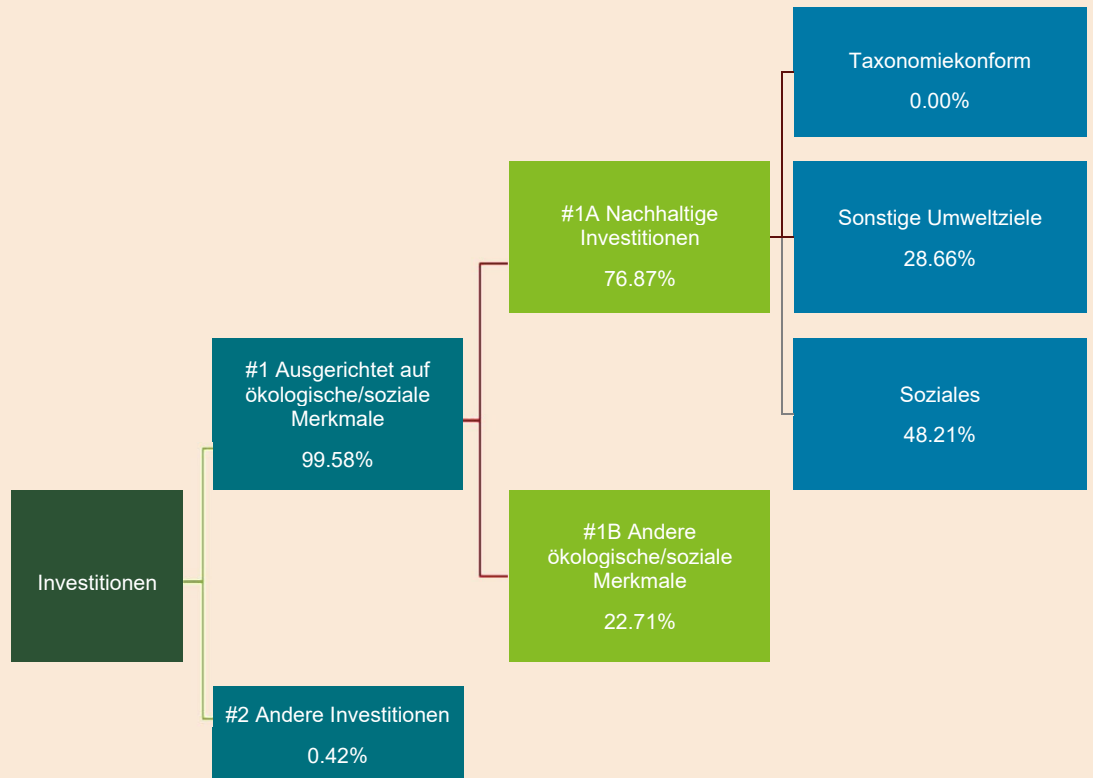 Taxonomiekonform
0.00%
#1A Nachhaltige
Investitionen
76.87%
Sonstige Umweltziele
28.66%
#1 Ausgerichtet auf
ökologische/soziale
Merkmale
99.58%
Soziales
48.21%
Investitionen
#1B Andere
ökologische/soziale
Merkmale
22.71%
#2 Andere Investitionen
0.42%